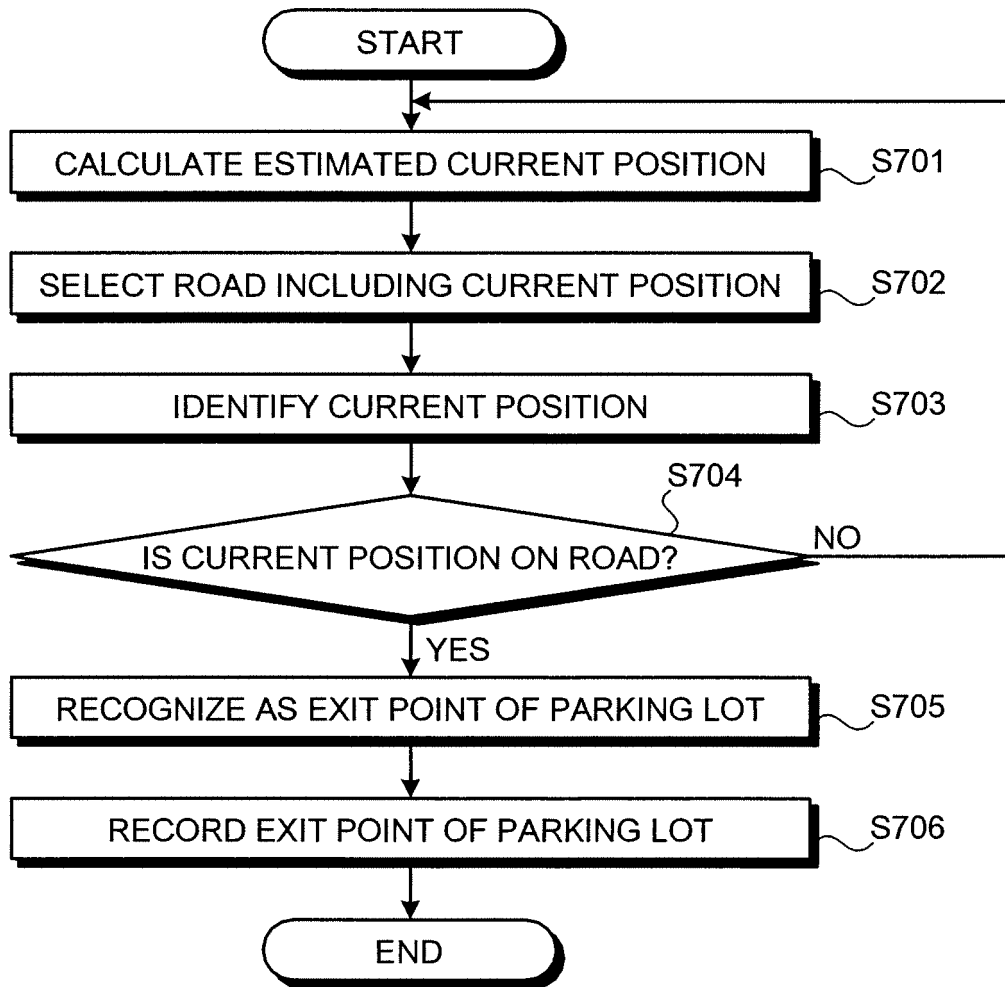 START
CALCULATE ESTIMATED CURRENT POSITION
S701
SELECT ROAD INCLUDING CURRENT POSITION
S702
IDENTIFY CURRENT POSITION
S703
S704
IS CURRENT POSITION ON ROAD?
NO
YES
RECOGNIZE AS EXIT POINT OF PARKING LOT
S705
RECORD EXIT POINT OF PARKING LOT
S706
END